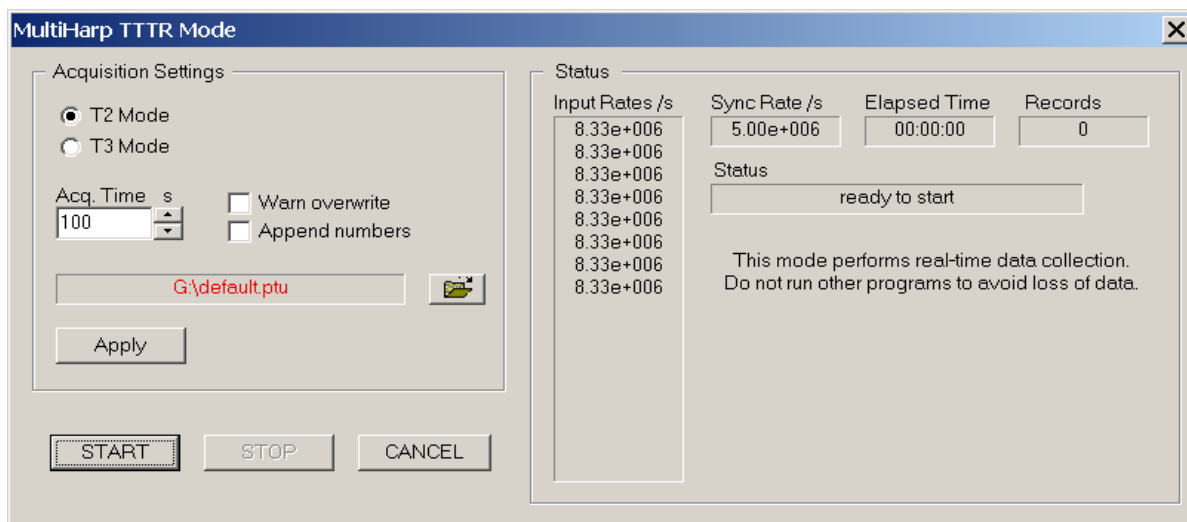 MultiHarp TTTR Mode
Acquisition Settings
T2 Mode
T3 Mode
Acq. Time s
100
Warn overwrite
Append numbers
G:\default.ptu
Apply
START
STOP
CANCEL
Status
Input Rates /s
8.33e+006
8.33e+006
8.33e+006
8.33e+006
8.33e+006
8.33e+006
8.33e+006
8.33e+006
Sync Rate /s
5.00e+006
Elapsed Time
00:00:00
Records
0
Status
ready to start
This mode performs real-time data collection.
Do not run other programs to avoid loss of data.